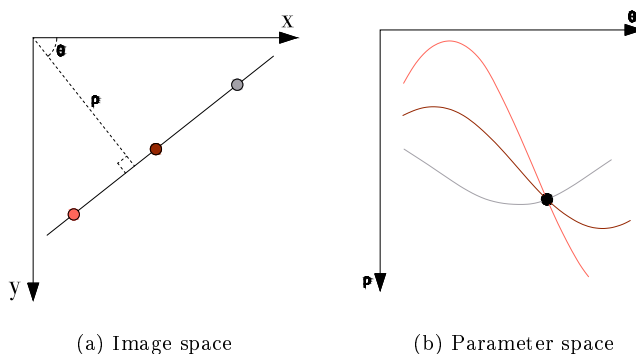 x
θ
ρ
y
(a) Image space
θ
ρ
(b) Parameter space